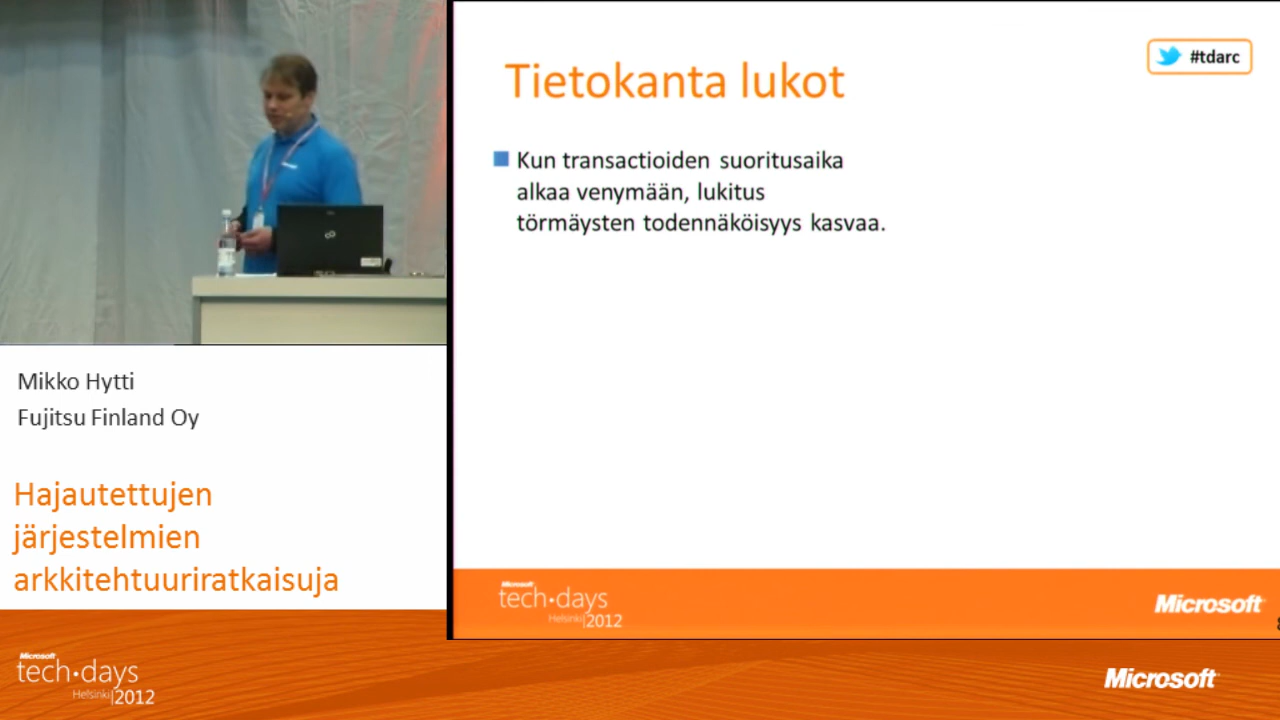 Tietokanta lukot
#tdarc
Kun transactioiden suoritusaika
alkaa venymään, lukitus
törmäysten todennäköisyys kasvaa.
Mikko Hytti
Fujitsu Finland Oy
Hajautettujen
järjestelmien
arkkitehtuuriratkaisuja
Microsoft
tech·days
Helsinki|2012
Microsoft
Microsoft
tech·days
Helsinki|2012
Microsoft